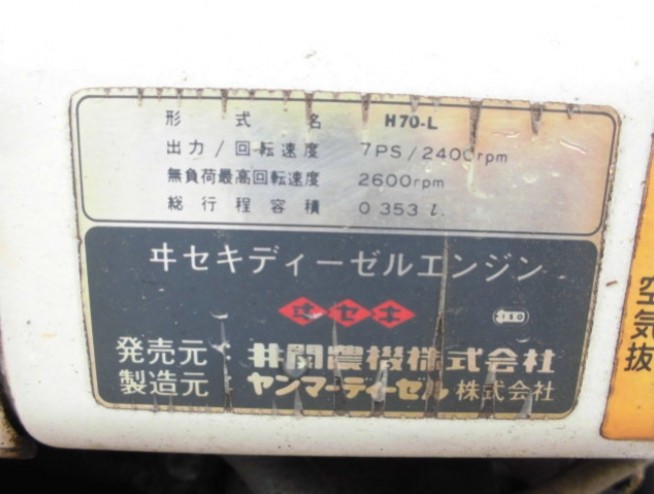 形式名 H70-L
出力/回転速度 7PS/2400rpm
無負荷最高回転速度 2600rpm
総行程容積 0.353 l.
ヰセキディーゼルエンジン
ヰセキ
発売元: 井関農機株式会社
製造元: ヤンマーディーゼル株式会社
空気抜